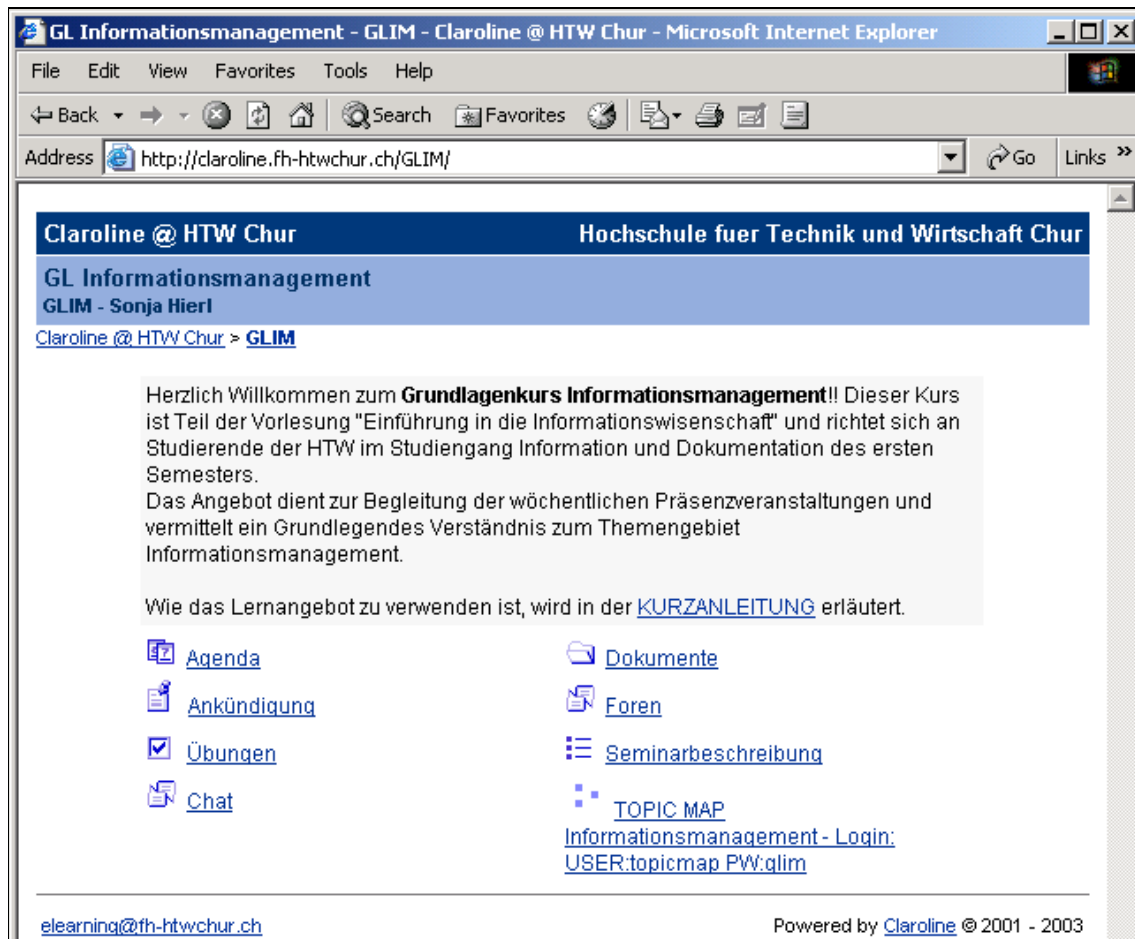 GL Informationsmanagement - GLIM - Claroline @ HTW Chur - Microsoft Internet Explorer
File Edit View Favorites Tools Help
Back Search Favorites
Address http://claroline.fh-htwchur.ch/GLIM/ Go Links »
Claroline @ HTW Chur Hochschule fuer Technik und Wirtschaft Chur
GL Informationsmanagement
GLIM - Sonja Hierl
Claroline @ HTW Chur > GLIM
Herzlich Willkommen zum Grundlagenkurs Informationsmanagement!! Dieser Kurs
ist Teil der Vorlesung "Einführung in die Informationswisenschaft" und richtet sich an
Studierende der HTW im Studiengang Information und Dokumentation des ersten
Semesters.
Das Angebot dient zur Begleitung der wöchentlichen Präsenzveranstaltungen und
vermittelt ein Grundlegendes Verständnis zum Themengebiet
Informationsmanagement.
Wie das Lernangebot zu verwenden ist, wird in der KURZANLEITUNG erläutert.
Agenda Dokumente
Ankündigung Foren
Übungen Seminarbeschreibung
Chat TOPIC MAP
Informationsmanagement - Login:
USER:topicmap PW:glim
elearning@fh-htwchur.ch Powered by Claroline © 2001 - 2003